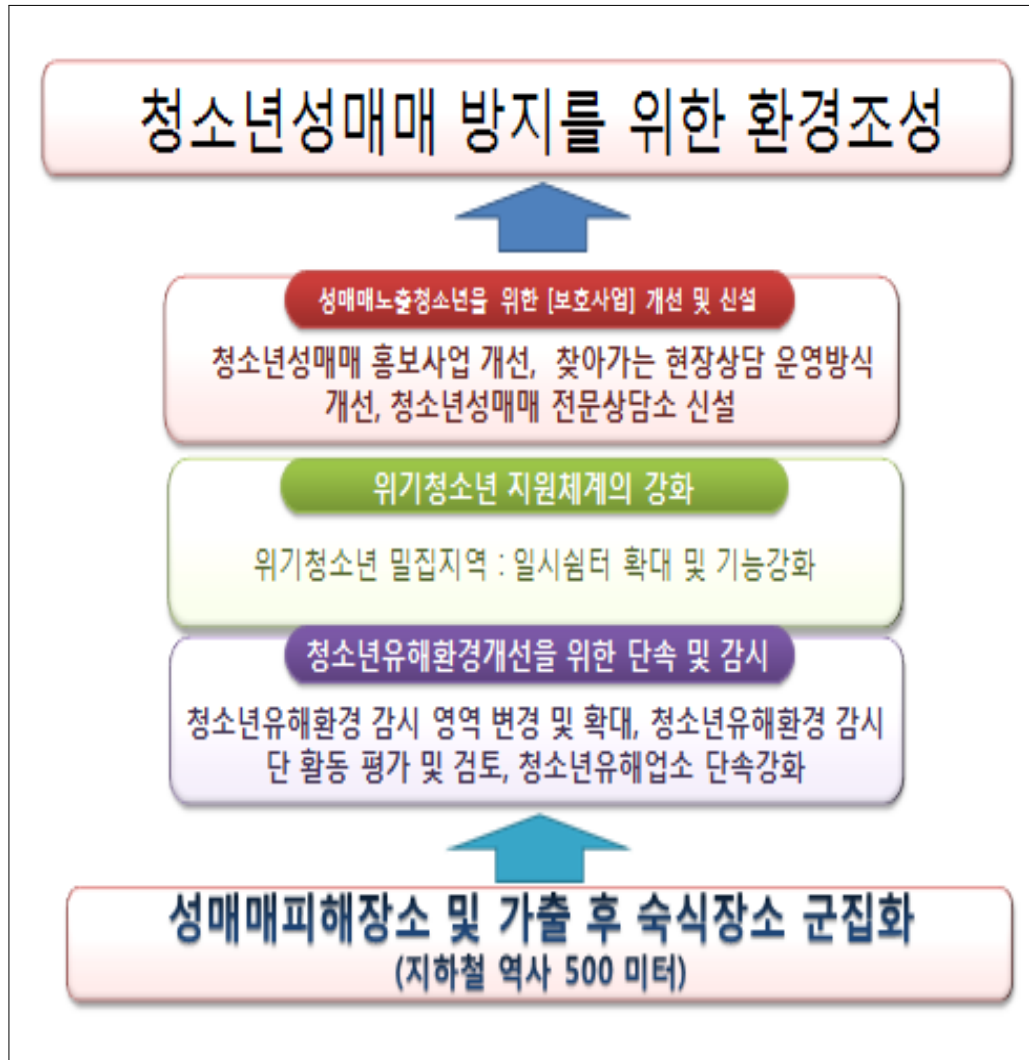 청소년성매매 방지를 위한 환경조성
성매매노출청소년을 위한 [보호사업] 개선 및 신설
청소년성매매 홍보사업 개선, 찾아가는 현장상담 운영방식
개선, 청소년성매매 전문상담소 신설
위기청소년 지원체계의 강화
위기청소년 밀집지역 : 일시쉼터 확대 및 기능강화
청소년유해환경개선을 위한 단속 및 감시
청소년유해환경 감시 영역 변경 및 확대, 청소년유해환경 감시
단 활동 평가 및 검토, 청소년유해업소 단속강화
성매매피해장소 및 가출 후 숙식장소 군집화
(지하철 역사 500 미터)